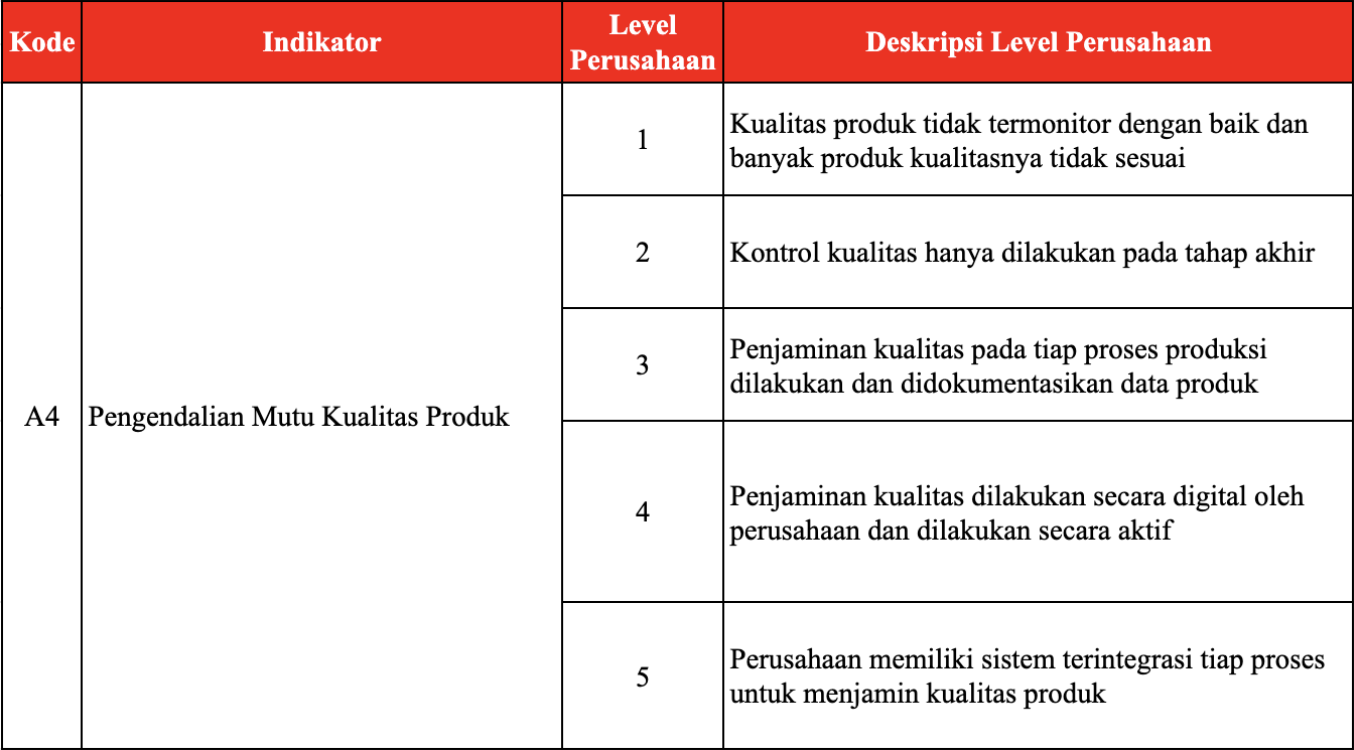 Kode
Indikator
Level
Perusahaan
Deskripsi Level Perusahaan
A4
Pengendalian Mutu Kualitas Produk
1
Kualitas produk tidak termonitor dengan baik dan
banyak produk kualitasnya tidak sesuai
2
Kontrol kualitas hanya dilakukan pada tahap akhir
3
Penjaminan kualitas pada tiap proses produksi
dilakukan dan didokumentasikan data produk
4
Penjaminan kualitas dilakukan secara digital oleh
perusahaan dan dilakukan secara aktif
5
Perusahaan memiliki sistem terintegrasi tiap proses
untuk menjamin kualitas produk